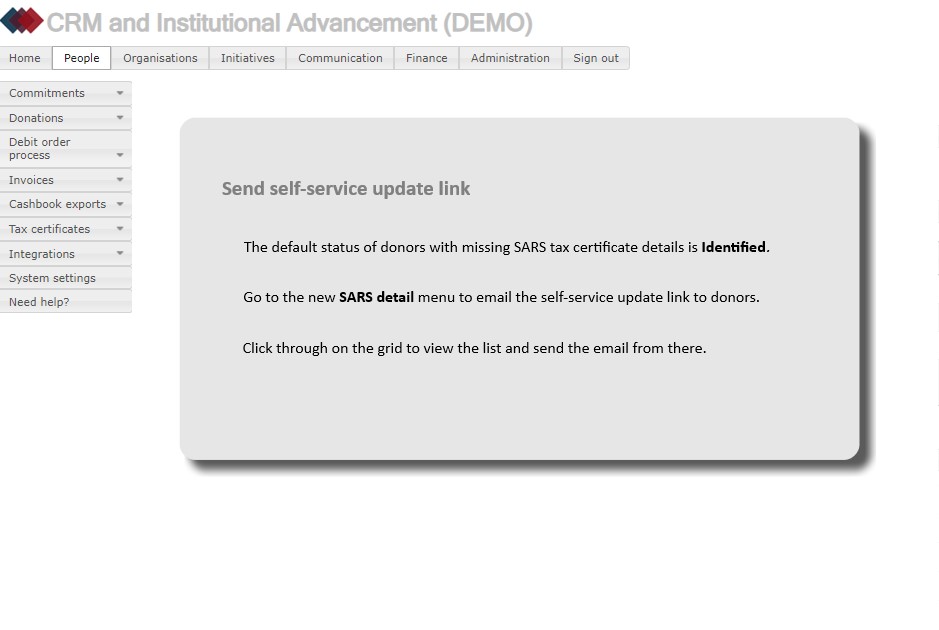 CRM and Institutional Advancement (DEMO)
Home People Organisations Initiatives Communication Finance Administration Sign out
Commitments
Donations
Debit order
process
Invoices
Cashbook exports
Tax certificates
Integrations
System settings
Need help?
Send self-service update link
The default status of donors with missing SARS tax certificate details is Identified.
Go to the new SARS detail menu to email the self-service update link to donors.
Click through on the grid to view the list and send the email from there.